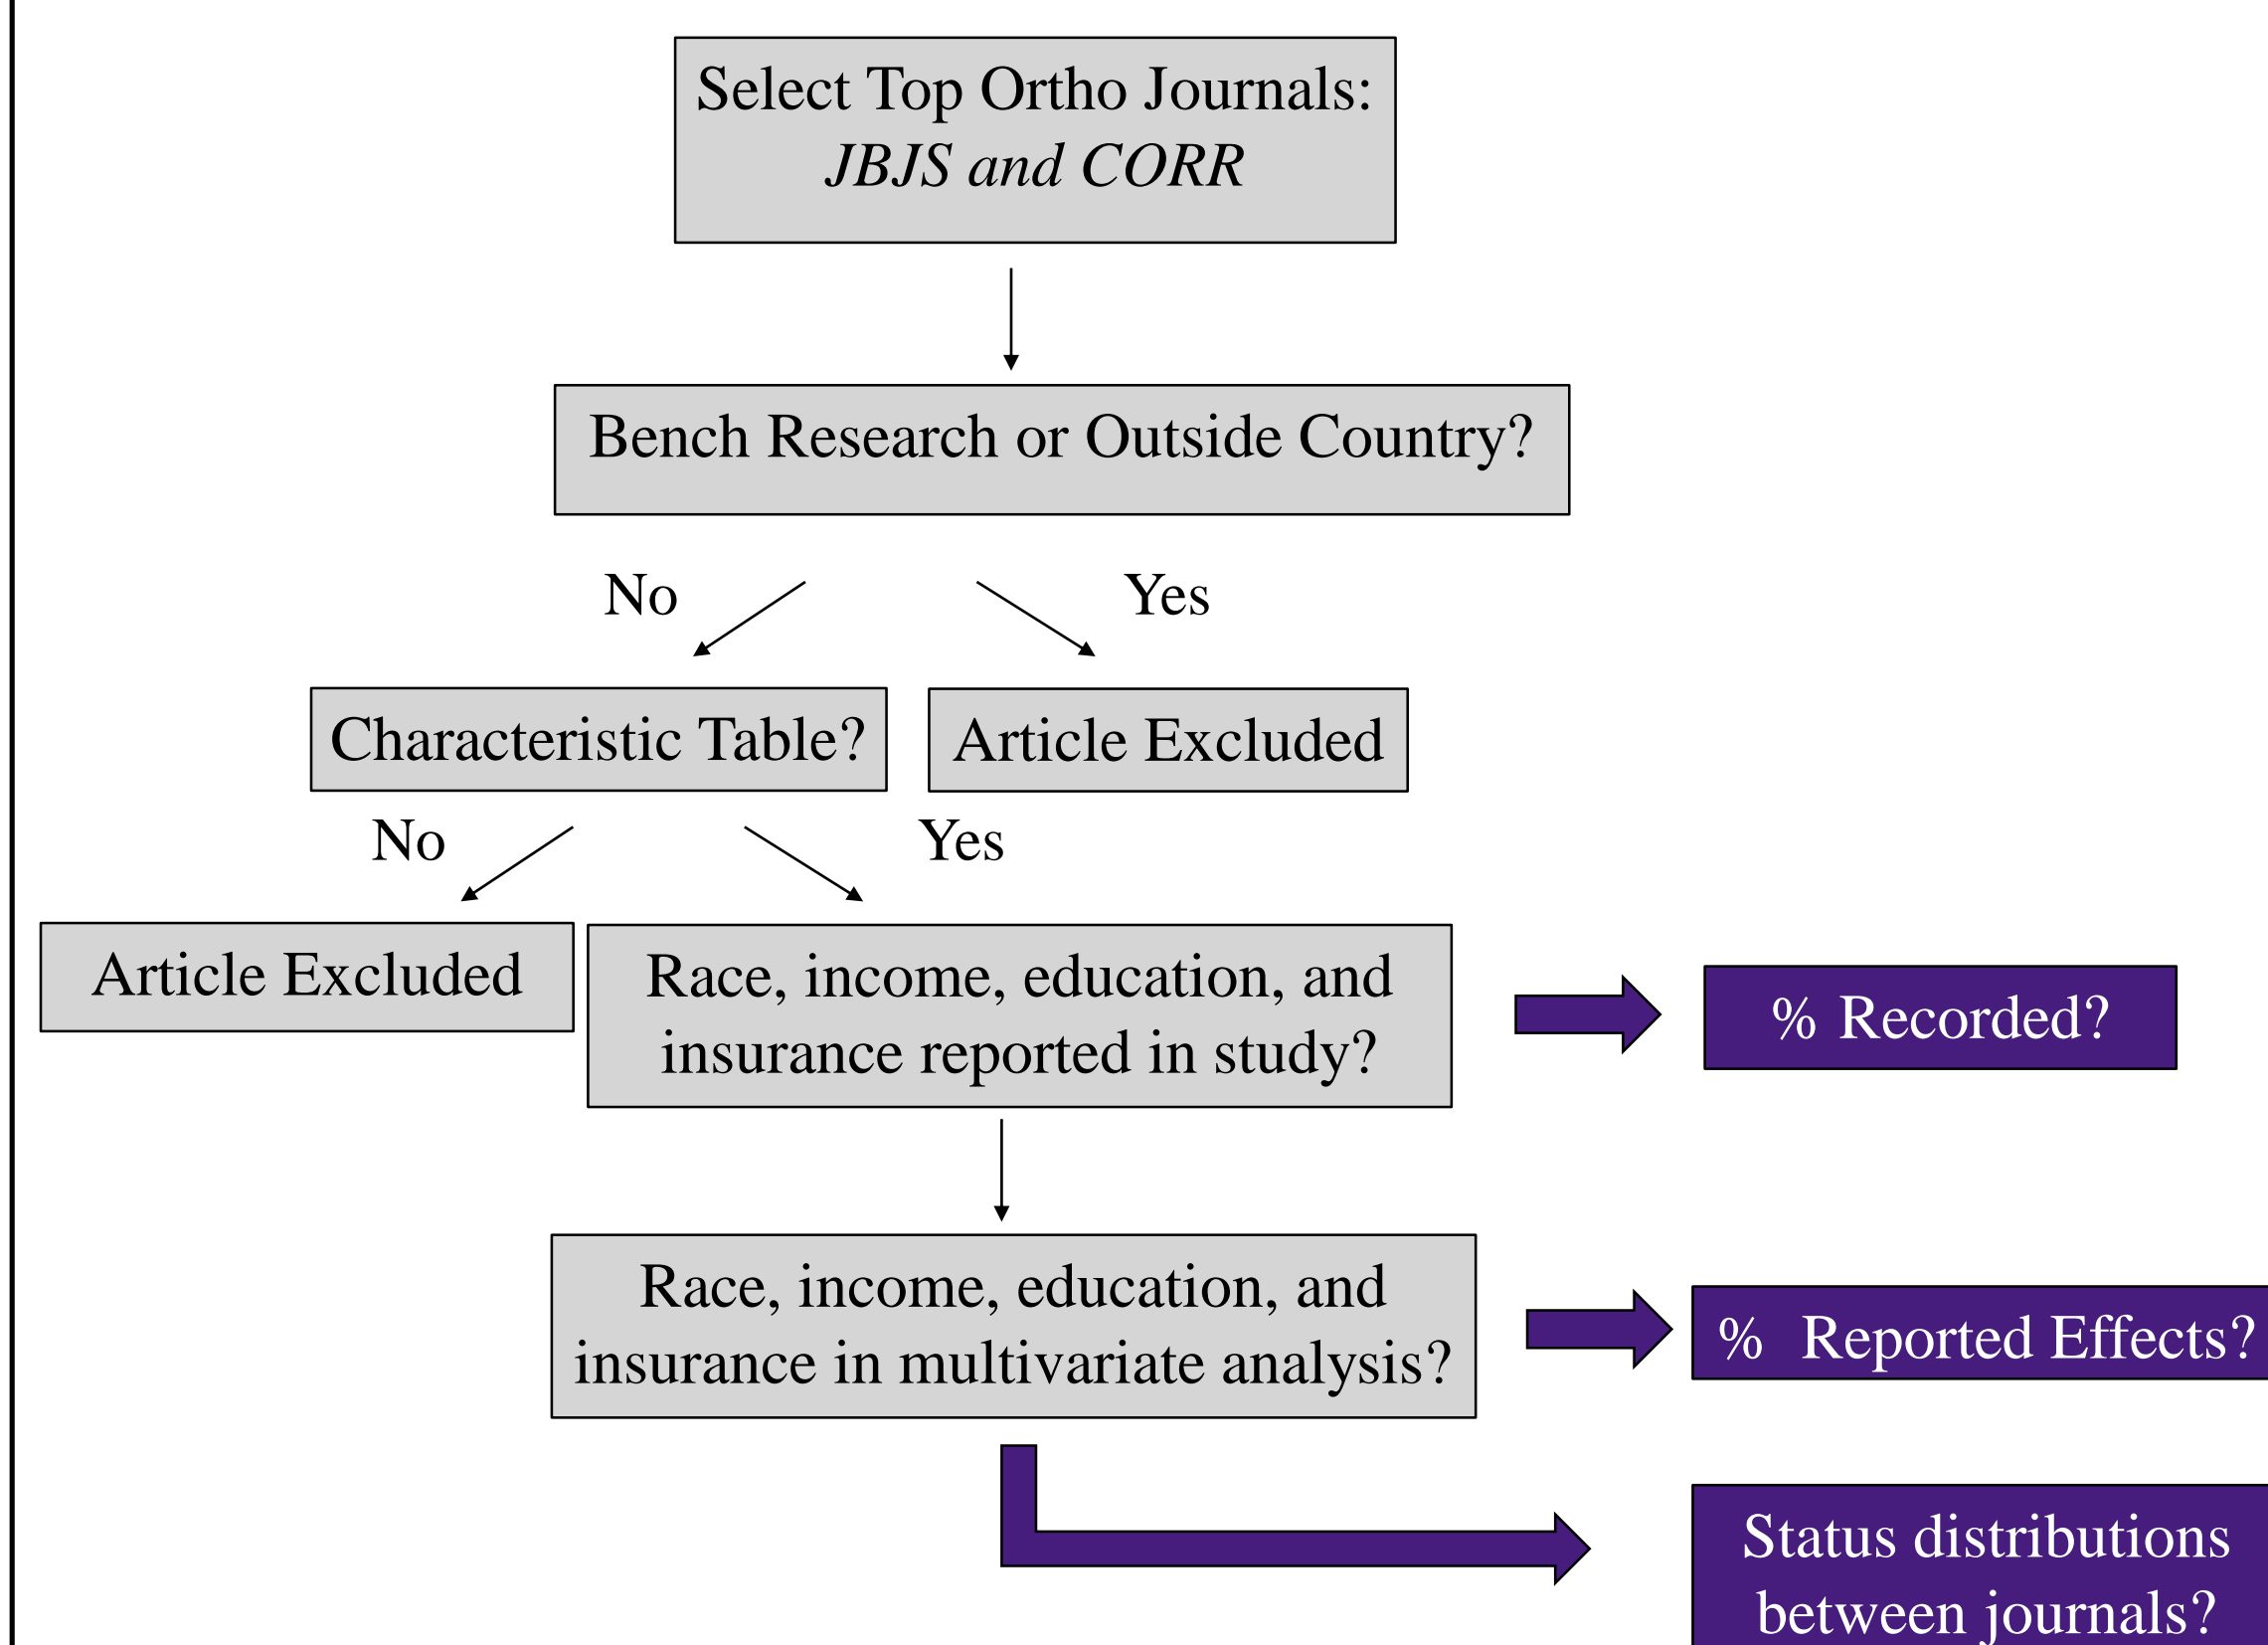 Select Top Ortho Journals:
JBJS and CORR
Bench Research or Outside Country?
No
Yes
Characteristic Table?
Article Excluded
No
Yes
Article Excluded
Race, income, education, and
insurance reported in study?
% Recorded?
Race, income, education, and
insurance in multivariate analysis?
% Reported Effects?
Status distributions
between journals?